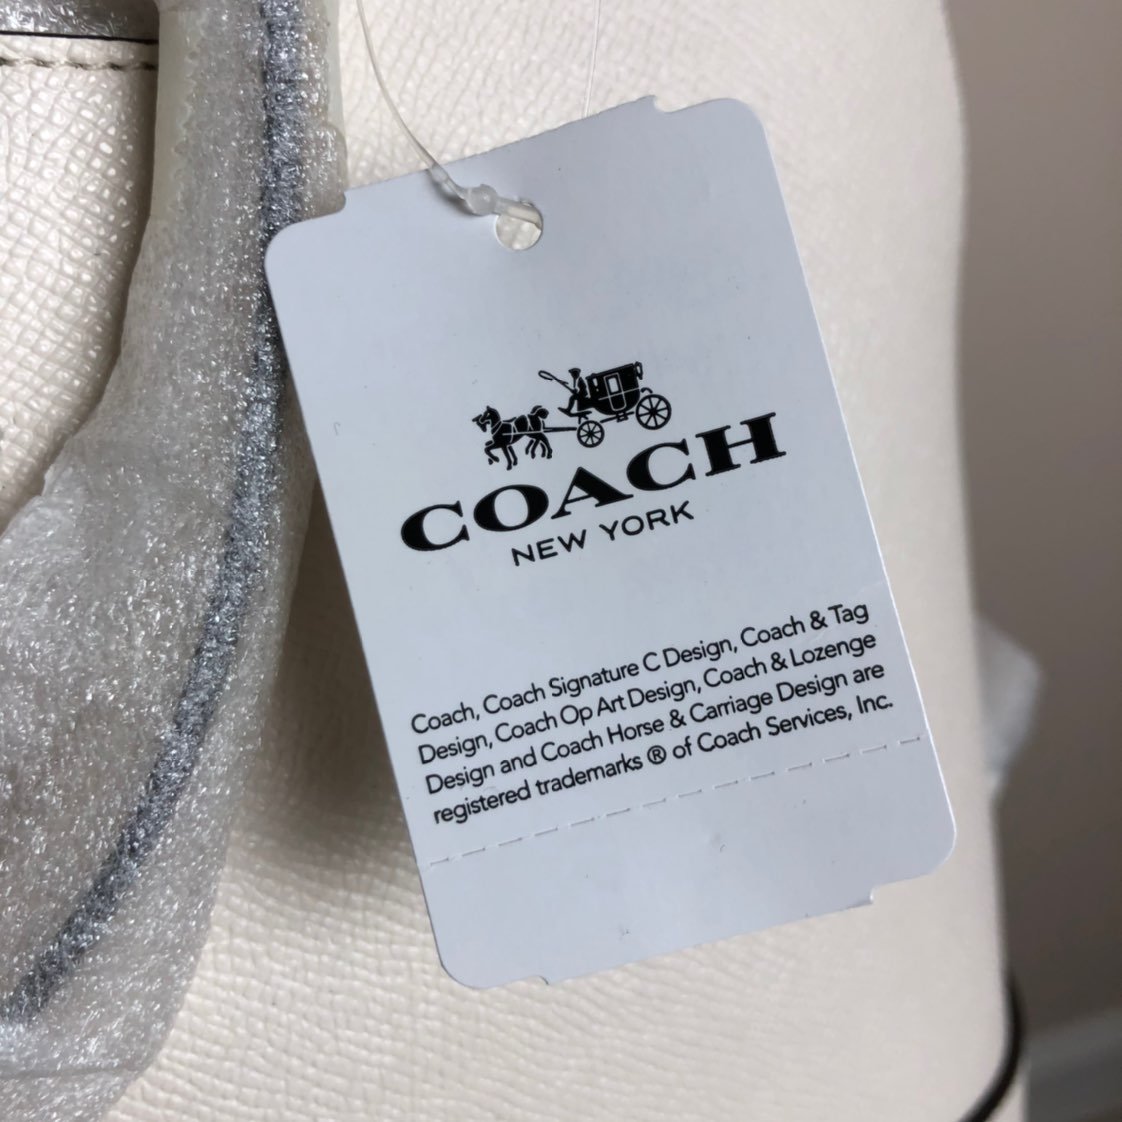 COACH
NEW YORK
Coach, Coach Signature C Design, Coach & Tag
Design, Coach Op Art Design, Coach & Lozenge
Design and Coach Horse & Carriage Design are
registered trademarks ® of Coach Services, Inc.